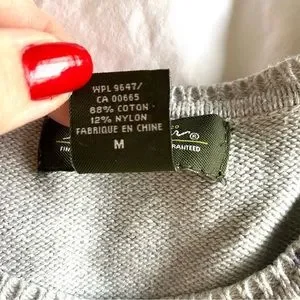 WPL 9647/
CA 00665
88% COTON
12% NYLON
FABRIQUE EN CHINE
M